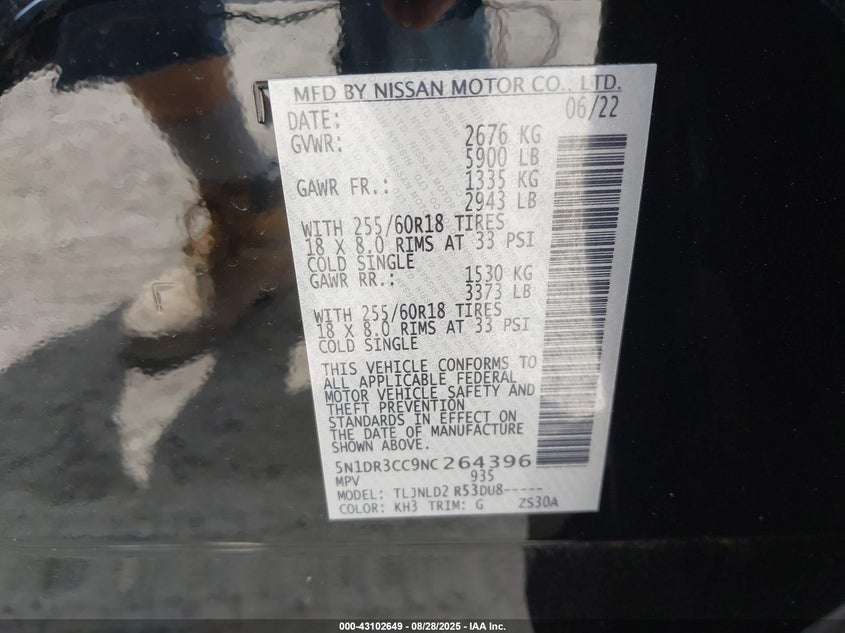 MFD BY NISSAN MOTOR CO., LTD.
DATE: 06/22
GVWR: 2676 KG
5900 LB
GAWR FR.: 1335 KG
2943 LB
WITH 255/60R18 TIRES
18 X 8.0 RIMS AT 33 PSI
COLD SINGLE
GAWR RR.: 1530 KG
3373 LB
WITH 255/60R18 TIRES
18 X 8.0 RIMS AT 33 PSI
COLD SINGLE
THIS VEHICLE CONFORMS TO
ALL APPLICABLE FEDERAL
MOTOR VEHICLE SAFETY AND
THEFT PREVENTION
STANDARDS IN EFFECT ON
THE DATE OF MANUFACTURE
SHOWN ABOVE.
5N1DR3CC9NC264396
MPV 935
MODEL: TLJNLD2 R53DU8-----
COLOR: KH3 TRIM: G ZS30A
000-43102649 - 08/28/2025 - IAA Inc.